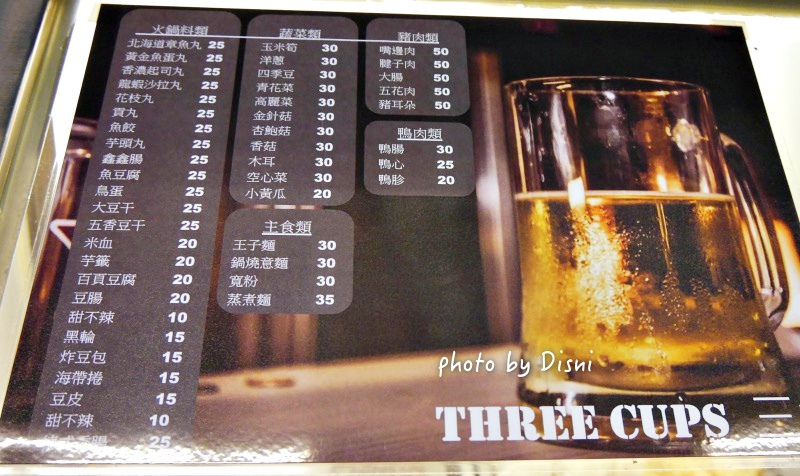 火鍋料類
北海道章魚丸 25
黃金魚蛋丸 25
香濃起司丸 25
龍蝦沙拉丸 25
花枝丸 25
貢丸 25
魚餃 25
芋頭丸 25
鑫鑫腸 25
魚豆腐 25
鳥蛋 25
大豆干 25
五香豆干 25
米血 20
芋籤 20
百頁豆腐 20
豆腸 20
甜不辣 10
黑輪 15
炸豆包 15
海帶捲 15
豆皮 15
甜不辣 10
25
蔬菜類
玉米筍 30
洋蔥 30
四季豆 30
青花菜 30
高麗菜 30
金針菇 30
杏鮑菇 30
香菇 30
木耳 30
空心菜 30
小黃瓜 20
主食類
王子麵 30
鍋燒意麵 30
寬粉 30
蒸煮麵 35
豬肉類
嘴邊肉 50
腱子肉 50
大腸 50
五花肉 50
豬耳朵 50
鴨肉類
鴨腸 30
鴨心 25
鴨胗 20
photo by Disni
THREE CUPS